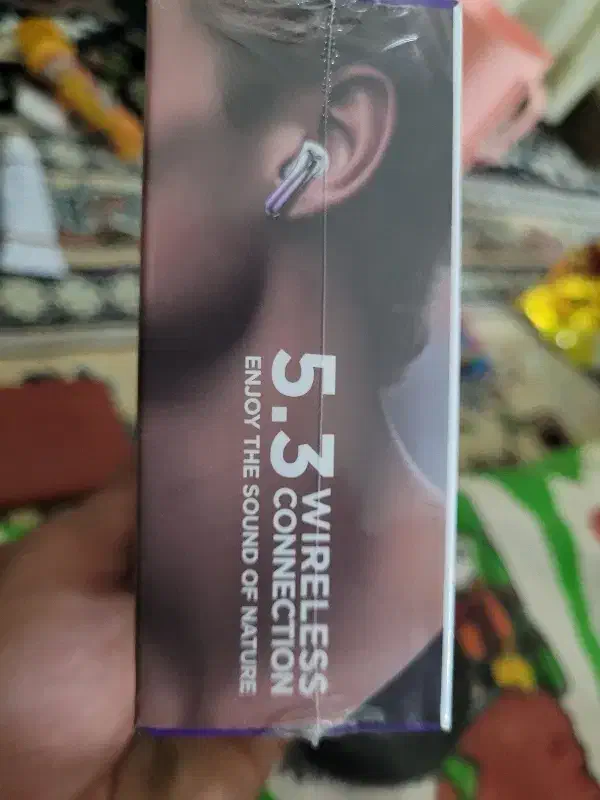 5.3 WIRELESS
CONNECTION
ENJOY THE SOUND OF NATURE